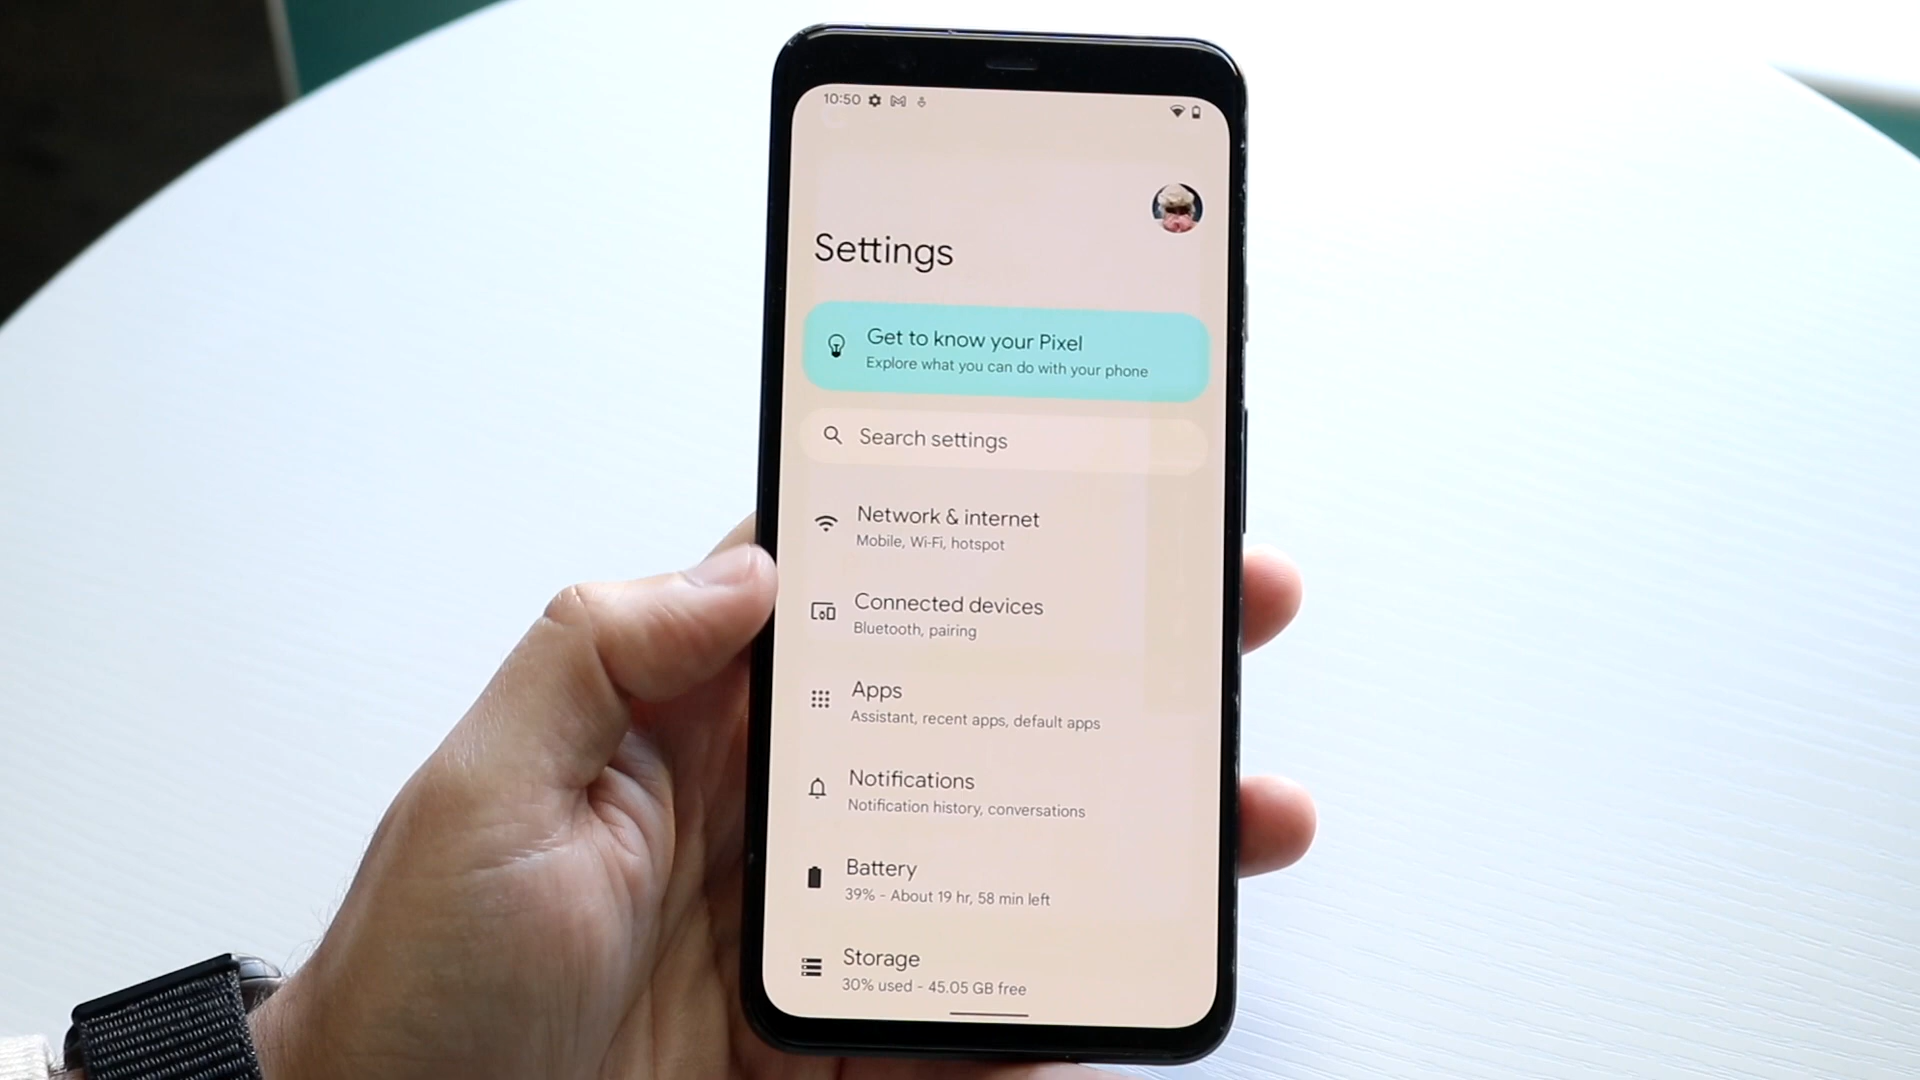 10:50
Settings
Get to know your Pixel
Explore what you can do with your phone
Search settings
Network & internet
Mobile, Wi-Fi, hotspot
Connected devices
Bluetooth, pairing
Apps
Assistant, recent apps, default apps
Notifications
Notification history, conversations
Battery
39% - About 19 hr, 58 min left
Storage
30% used - 45.05 GB free